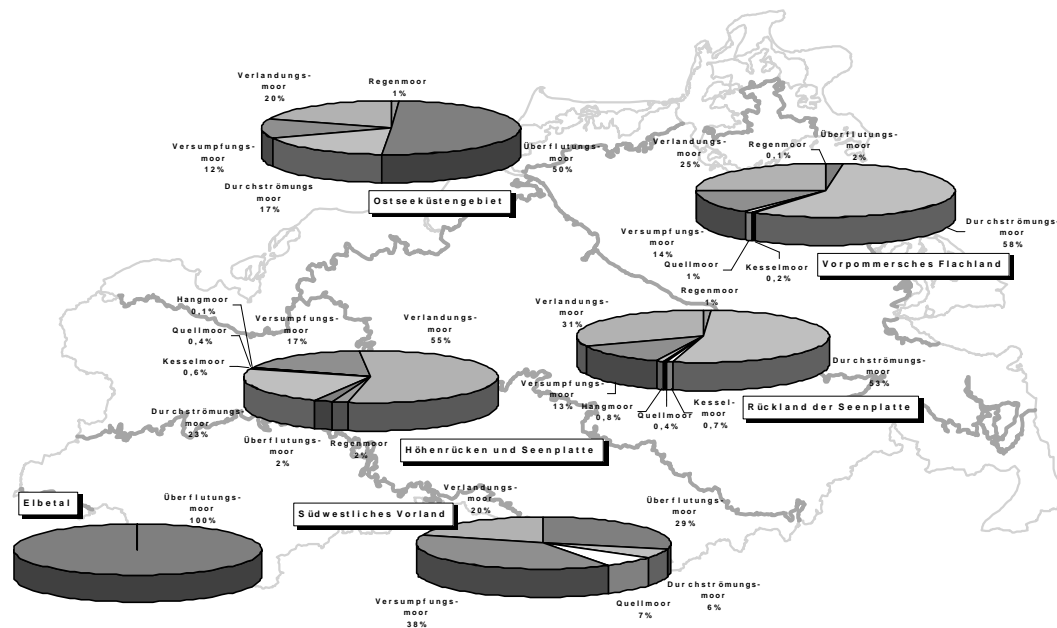 Verlandungs-
moor
20%
Regenmoor
1%
Versumpfungs-
moor
12%
Überflutungs-
moor
50%
Durchströmungs
moor
17%
Ostseeküstengebiet
Regenmoor
0,1%
Überflutungs-
moor
2%
Verlandungs-
moor
25%
Durchströmungs-
moor
58%
Versumpfungs-
moor
14%
Quellmoor
1%
Kesselmoor
0,2%
Vorpommersches Flachland
Hangmoor
0,1%
Quellmoor
0,4%
Kesselmoor
0,6%
Versumpfungs-
moor
17%
Verlandungs-
moor
55%
Durchströmungs-
moor
23%
Überflutungs-
moor
2%
Regenmoor
2%
Höhenrücken und Seenplatte
Regenmoor
1%
Verlandungs-
moor
31%
Durchströmungs-
moor
53%
Versumpfungs-
moor
13%
Hangmoor
0,8%
Quellmoor
0,4%
Kessel-
moor
0,7%
Rückland der Seenplatte
Elbetal
Überflutungs-
moor
100%
Südwestliches Vorland
Verlandungs-
moor
20%
Überflutungs-
moor
29%
Durchströmungs-
moor
6%
Quellmoor
7%
Versumpfungs-
moor
38%